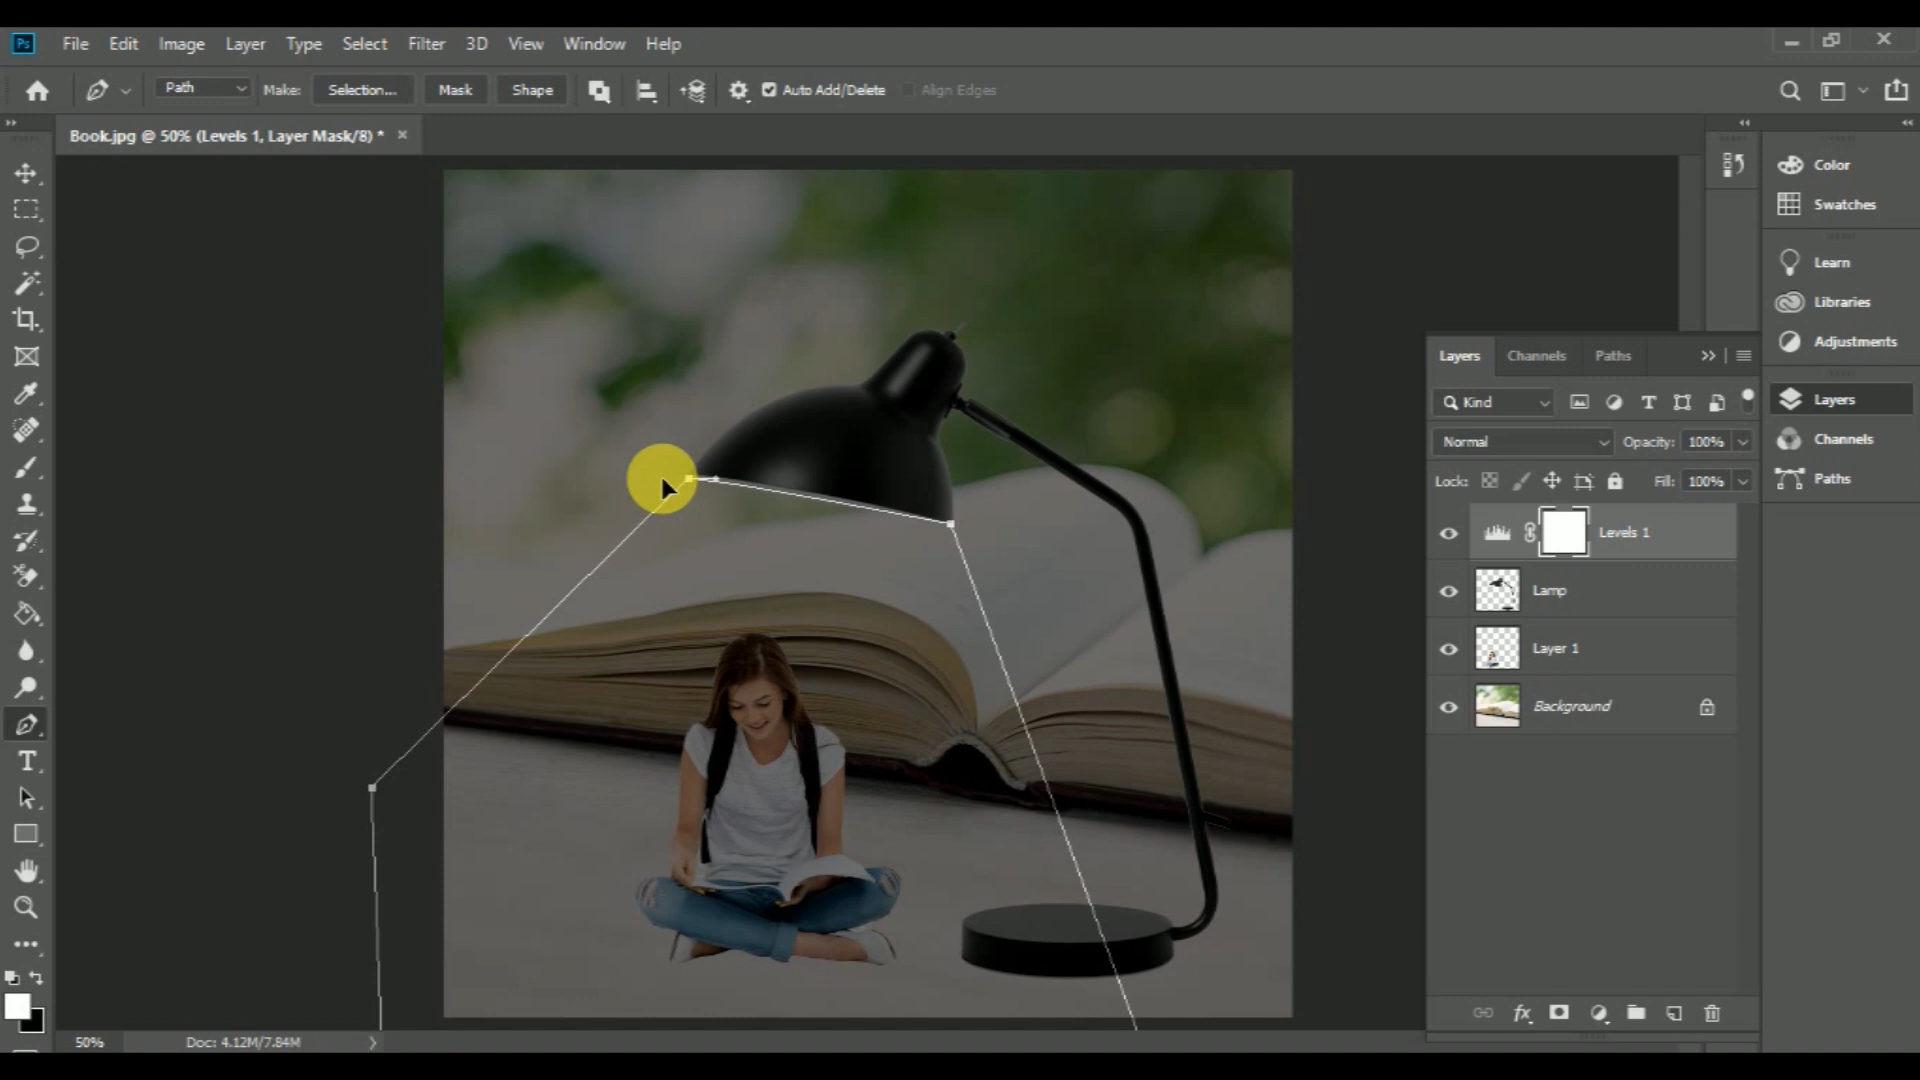 Ps File Edit Image Layer Type Select Filter 3D View Window Help
Path Make: Selection... Mask Shape Auto Add/Delete Align Edges
Book.jpg @ 50% (Levels 1, Layer Mask/8) * ×
Color
Swatches
Learn
Libraries
Adjustments
Layers
Channels
Paths
Layers Channels Paths
Kind
Normal Opacity: 100%
Lock: Fill: 100%
Levels 1
Lamp
Layer 1
Background
50% Doc: 4.12M/7.84M